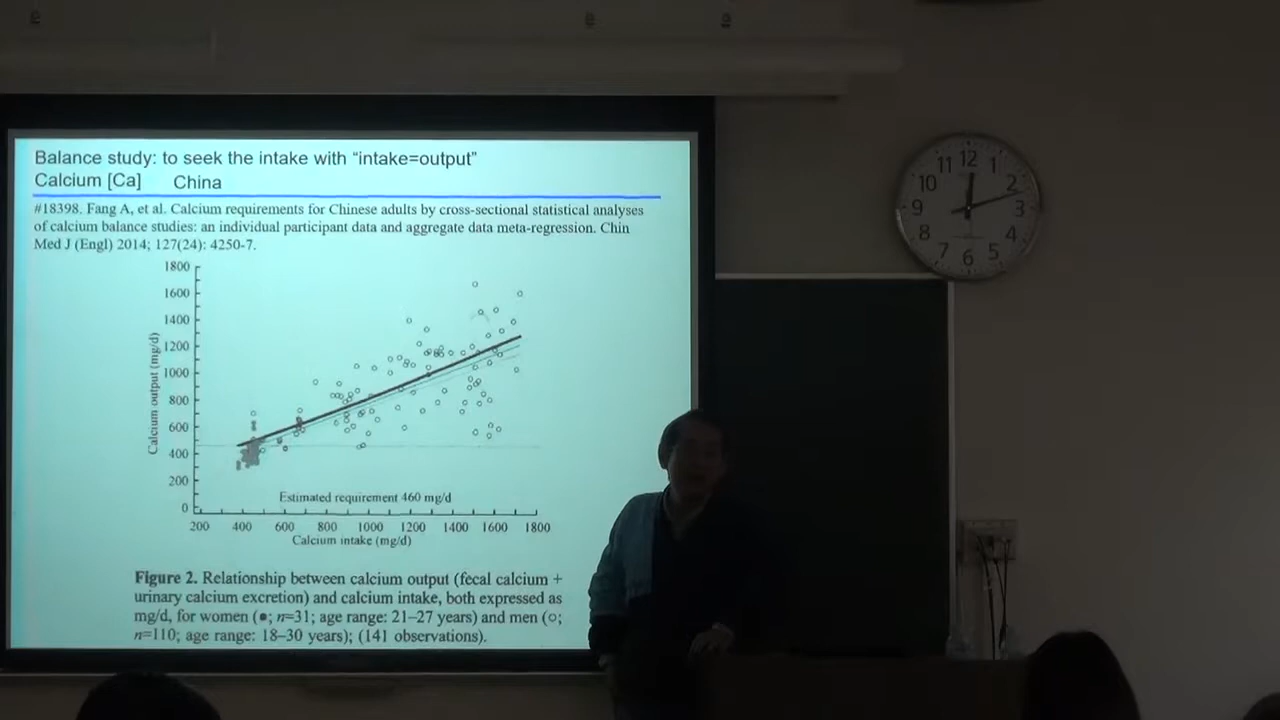 Balance study: to seek the intake with “intake=output”
Calcium [Ca] China
#18398. Fang A, et al. Calcium requirements for Chinese adults by cross-sectional statistical analyses
of calcium balance studies: an individual participant data and aggregate data meta-regression. Chin
Med J (Engl) 2014; 127(24): 4250-7.
1800
1600
1400
1200
1000
800
600
400
200
0
Calcium output (mg/d)
Estimated requirement 460 mg/d
200 400 600 800 1000 1200 1400 1600 1800
Calcium intake (mg/d)
Figure 2. Relationship between calcium output (fecal calcium +
urinary calcium excretion) and calcium intake, both expressed as
mg/d, for women (●; n=31; age range: 21–27 years) and men (○;
n=110; age range: 18–30 years); (141 observations).
12
1
2
3
4
5
6
7
8
9
10
11